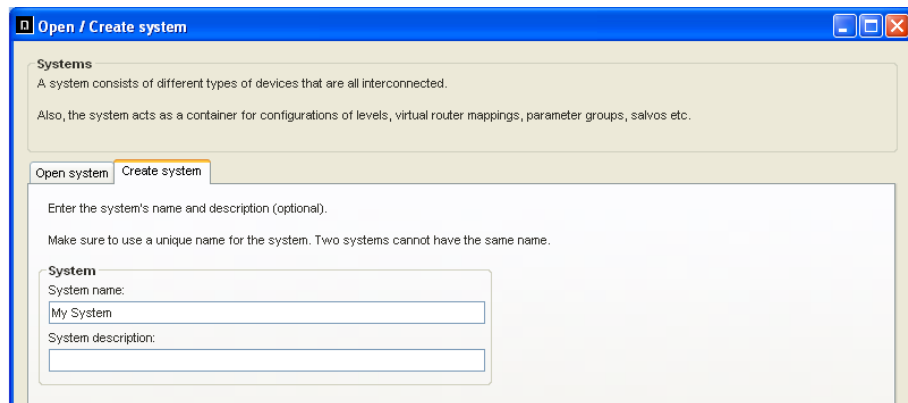 Open / Create system
Systems
A system consists of different types of devices that are all interconnected.
Also, the system acts as a container for configurations of levels, virtual router mappings, parameter groups, salvos etc.
Open system
Create system
Enter the system's name and description (optional).
Make sure to use a unique name for the system. Two systems cannot have the same name.
System
System name:
My System
System description: